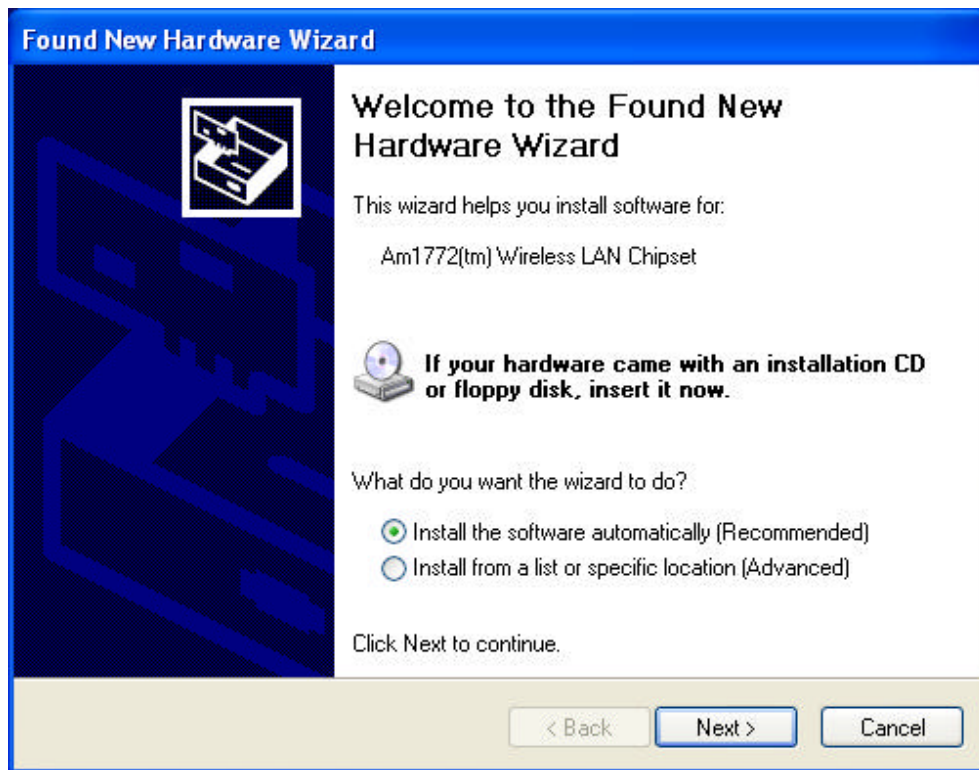 Found New Hardware Wizard
Welcome to the Found New
Hardware Wizard
This wizard helps you install software for:
Am1772(tm) Wireless LAN Chipset
If your hardware came with an installation CD
or floppy disk, insert it now.
What do you want the wizard to do?
Install the software automatically (Recommended)
Install from a list or specific location (Advanced)
Click Next to continue.
< Back Next > Cancel